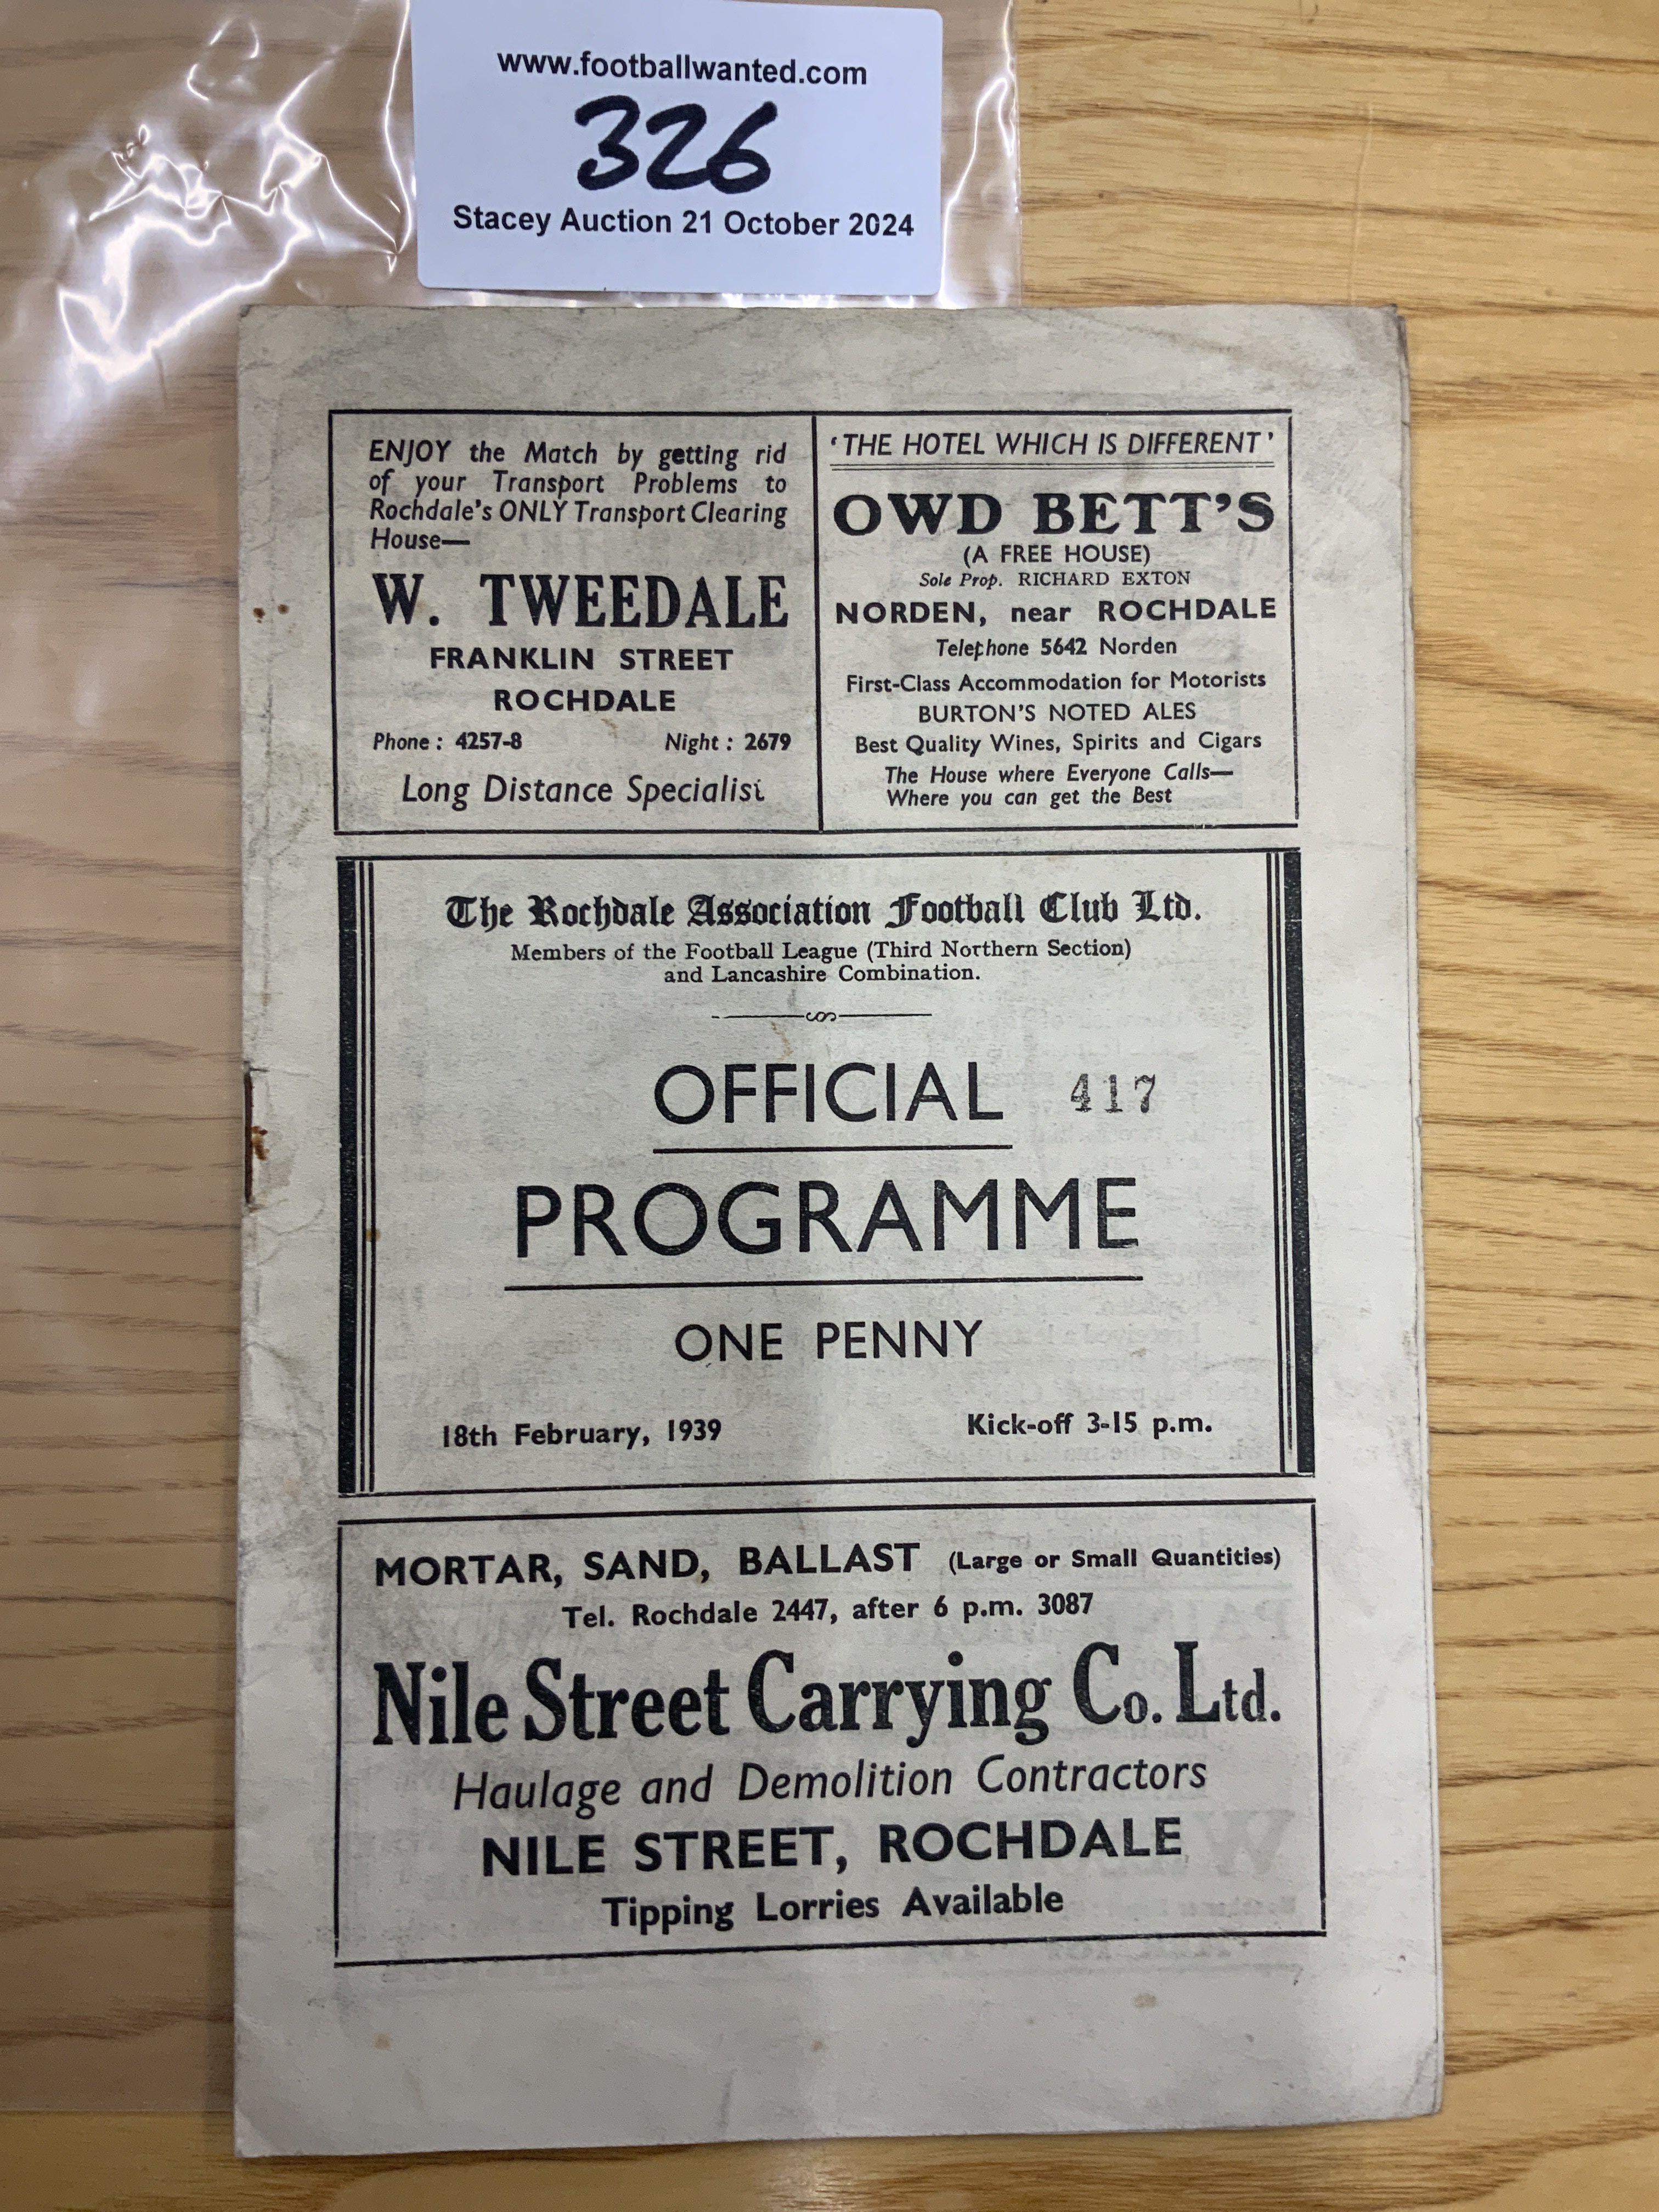 www.footballwanted.com
326
Stacey Auction 21 October 2024
ENJOY the Match by getting rid
of your Transport Problems to
Rochdale's ONLY Transport Clearing
House—
W. TWEEDALE
FRANKLIN STREET
ROCHDALE
Phone : 4257-8 Night : 2679
Long Distance Specialist
'THE HOTEL WHICH IS DIFFERENT'
OWD BETT'S
(A FREE HOUSE)
Sole Prop. RICHARD EXTON
NORDEN, near ROCHDALE
Telephone 5642 Norden
First-Class Accommodation for Motorists
BURTON'S NOTED ALES
Best Quality Wines, Spirits and Cigars
The House where Everyone Calls—
Where you can get the Best
The Rochdale Association Football Club Ltd.
Members of the Football League (Third Northern Section)
and Lancashire Combination.
OFFICIAL 417
PROGRAMME
ONE PENNY
18th February, 1939 Kick-off 3-15 p.m.
MORTAR, SAND, BALLAST (Large or Small Quantities)
Tel. Rochdale 2447, after 6 p.m. 3087
Nile Street Carrying Co. Ltd.
Haulage and Demolition Contractors
NILE STREET, ROCHDALE
Tipping Lorries Available